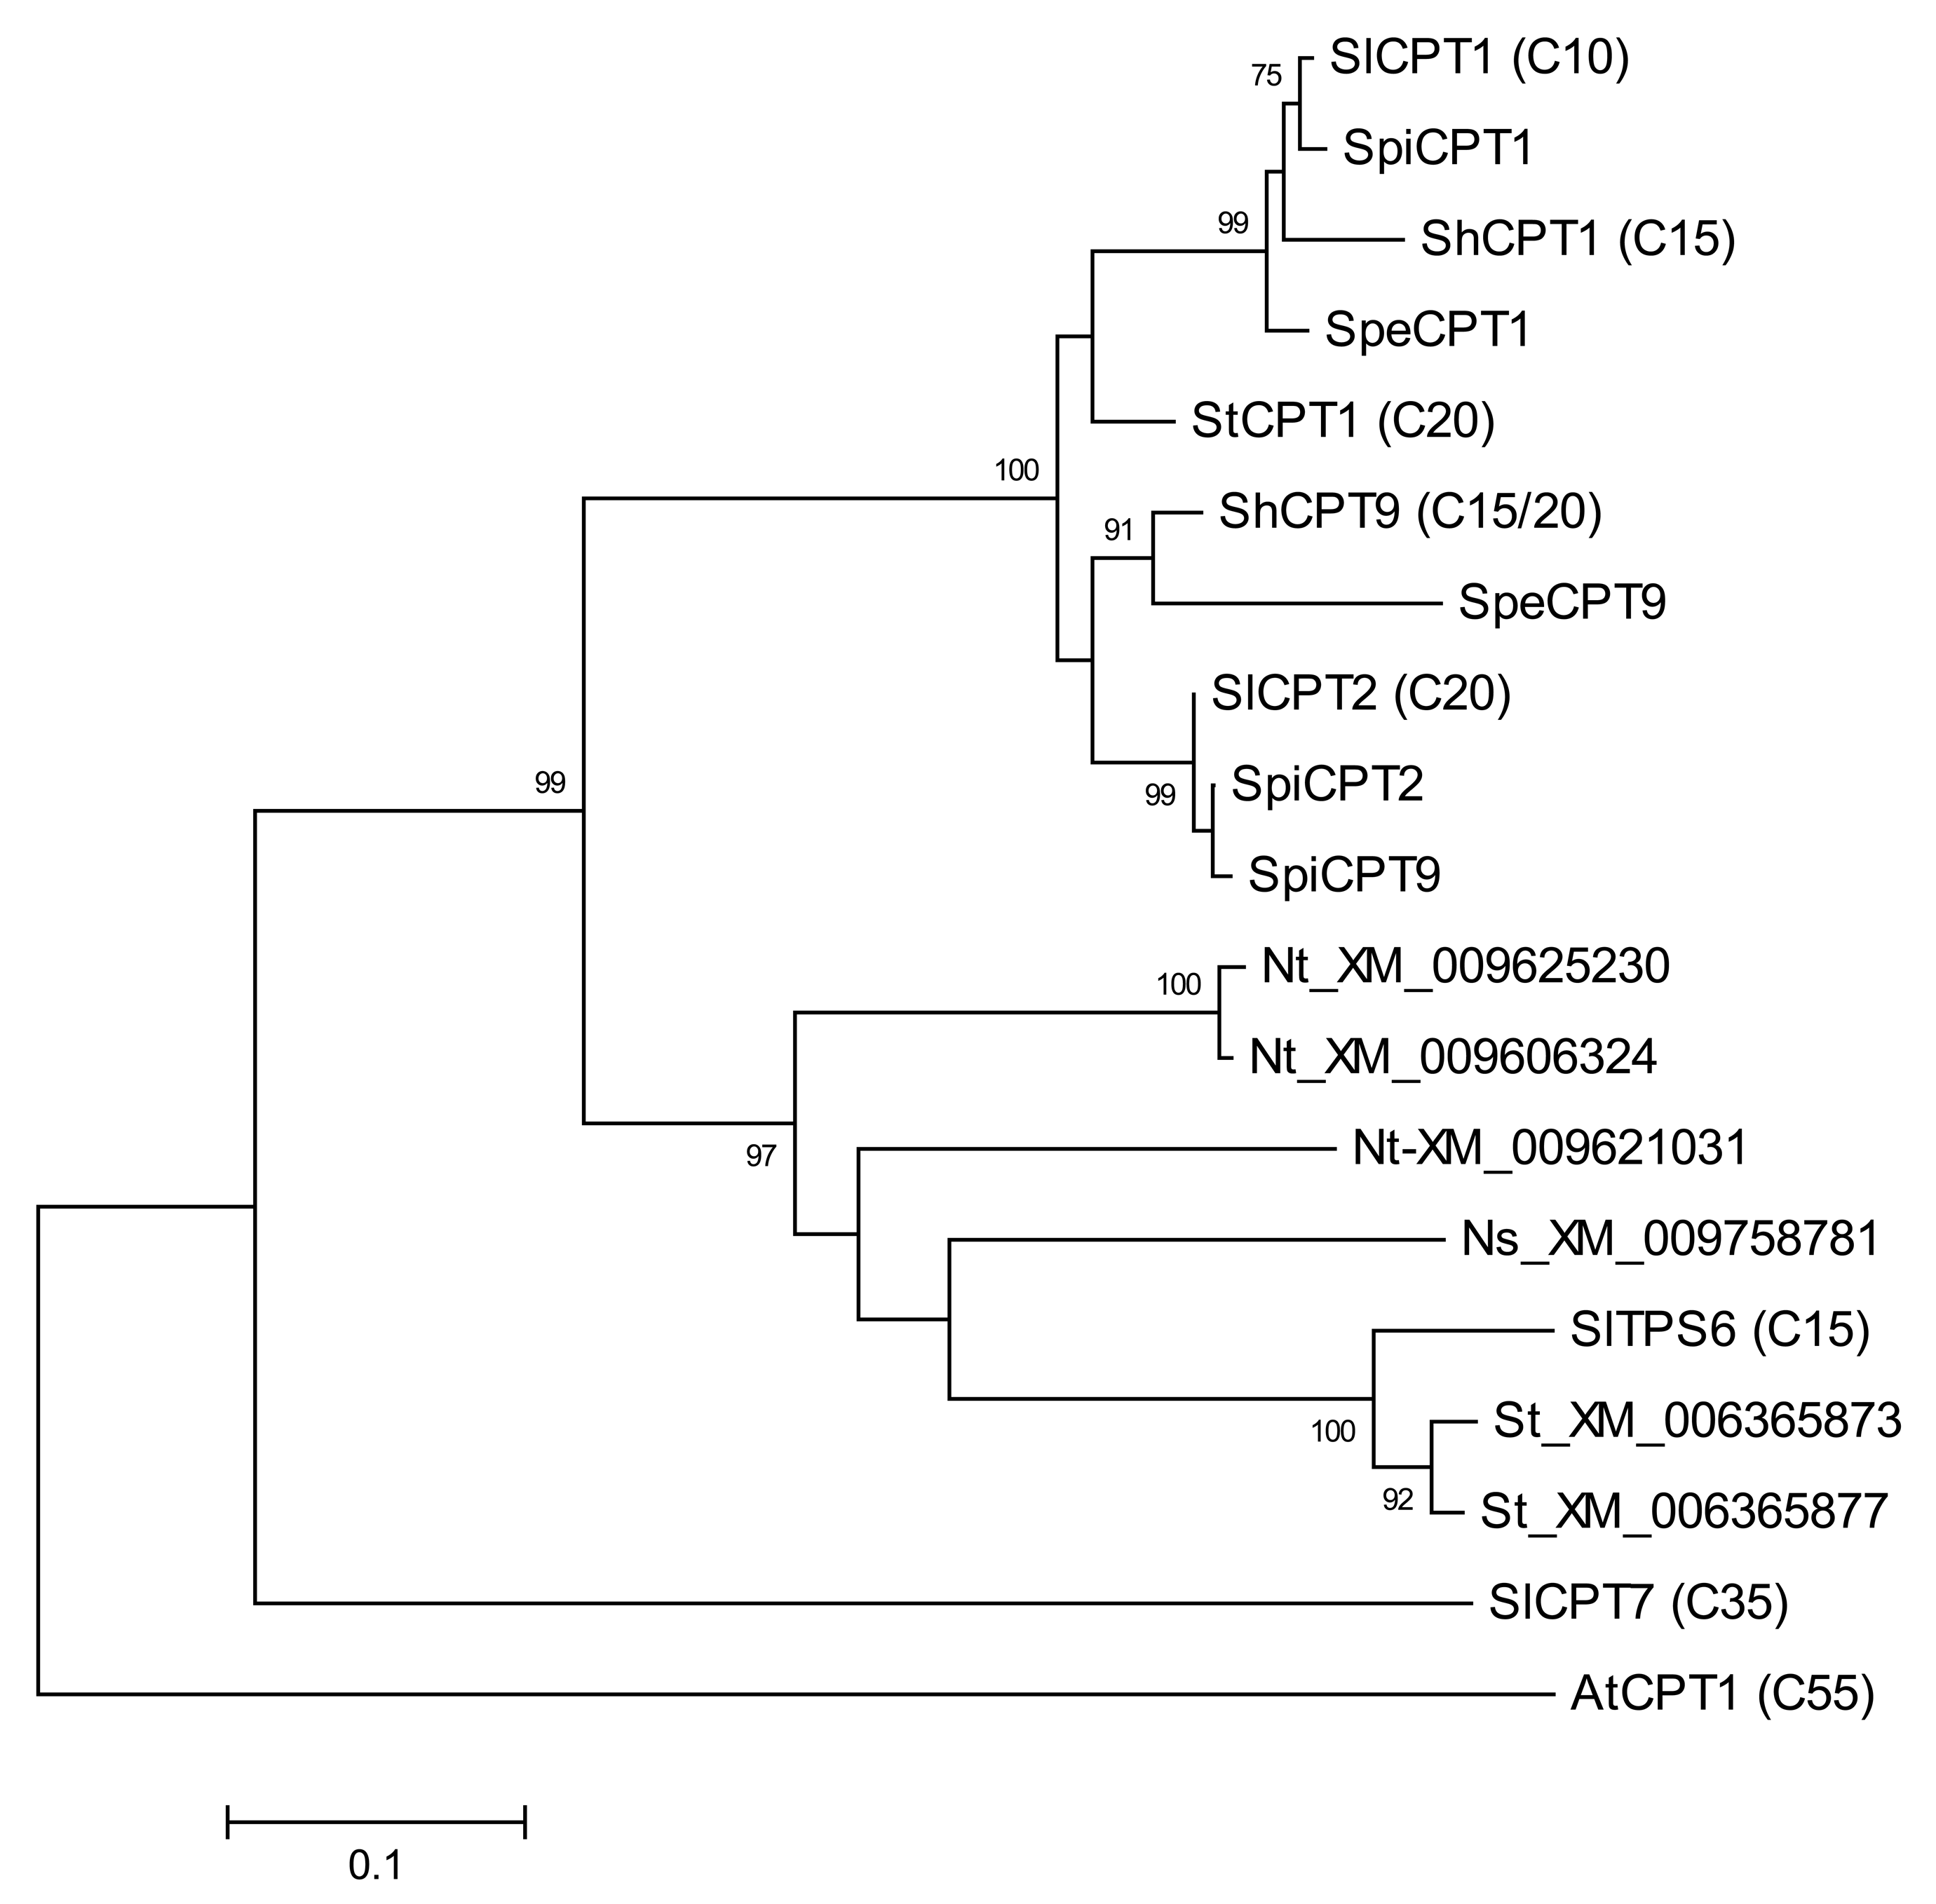 SlCPT1 (C10)
75
SpiCPT1
99
ShCPT1 (C15)
SpeCPT1
StCPT1 (C20)
100
ShCPT9 (C15/20)
91
SpeCPT9
SlCPT2 (C20)
99
SpiCPT2
99
SpiCPT9
Nt_XM_009625230
100
Nt_XM_009606324
Nt-XM_009621031
97
Ns_XM_009758781
SlTPS6 (C15)
St_XM_006365873
100
St_XM_006365877
92
SlCPT7 (C35)
AtCPT1 (C55)
0.1